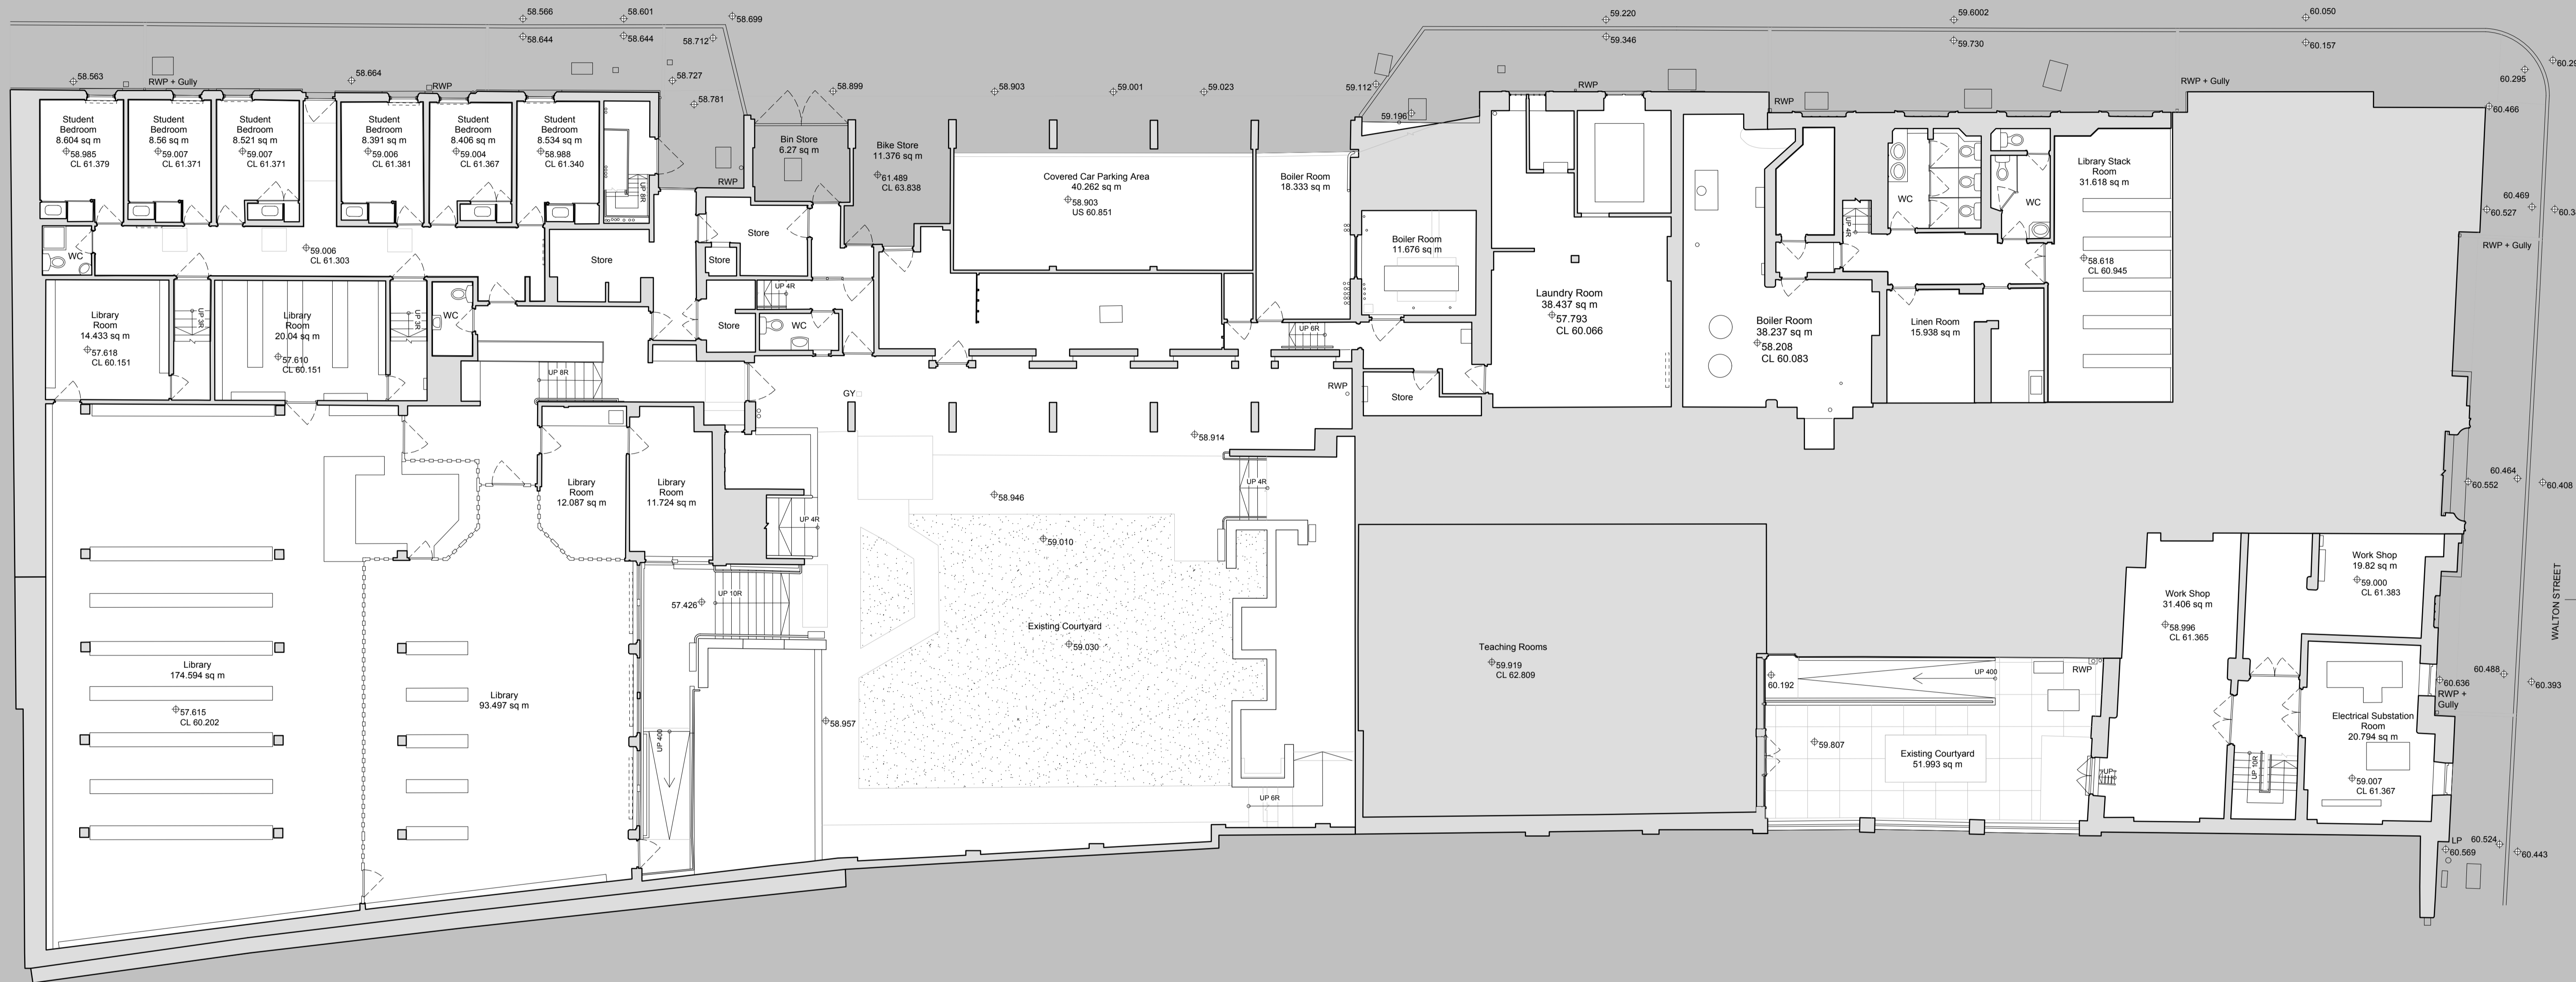 58.566
58.601
58.699
59.220
59.6002
60.050
58.644
58.644
58.712
59.346
59.730
60.157
58.563
RWP + Gully
58.664
RWP
58.727
58.781
58.899
58.903
59.001
59.023
59.112
59.196
RWP
RWP
RWP + Gully
60.295
60.466
Student
Bedroom
8.604 sq m
58.985
CL 61.379
Student
Bedroom
8.56 sq m
59.007
CL 61.371
Student
Bedroom
8.521 sq m
59.007
CL 61.371
Student
Bedroom
8.391 sq m
59.006
CL 61.381
Student
Bedroom
8.406 sq m
59.004
CL 61.367
Student
Bedroom
8.534 sq m
58.988
CL 61.340
UP 8R
RWP
Bin Store
6.27 sq m
Bike Store
11.376 sq m
61.489
CL 63.838
Covered Car Parking Area
40.262 sq m
58.903
US 60.851
Boiler Room
18.333 sq m
Boiler Room
11.676 sq m
Laundry Room
38.437 sq m
57.793
CL 60.066
Boiler Room
38.237 sq m
58.208
CL 60.083
UP 4R
WC
WC
Library Stack
Room
31.618 sq m
58.618
CL 60.945
Linen Room
15.938 sq m
60.469
60.527
RWP + Gully
WC
59.006
CL 61.303
Store
Store
Store
Store
UP 4R
WC
WC
UP 6R
Store
Library
Room
14.433 sq m
57.618
CL 60.151
UP 3R
Library
Room
20.04 sq m
57.610
CL 60.151
UP 3R
UP 8R
GY
RWP
58.914
Library
Room
12.087 sq m
Library
Room
11.724 sq m
UP 4R
UP 4R
58.946
59.010
60.464
60.552
60.408
57.426
UP 10R
Existing Courtyard
59.030
Teaching Rooms
59.919
CL 62.809
Library
174.594 sq m
57.615
CL 60.202
Library
93.497 sq m
58.957
UP 400
UP 6R
60.192
UP 400
RWP
59.807
Existing Courtyard
51.993 sq m
UP
Work Shop
31.406 sq m
58.996
CL 61.365
Work Shop
19.82 sq m
59.000
CL 61.383
UP 10R
Electrical Substation
Room
20.794 sq m
59.007
CL 61.367
WALTON STREET
60.488
60.636
RWP +
Gully
60.393
LP
60.524
60.569
60.443